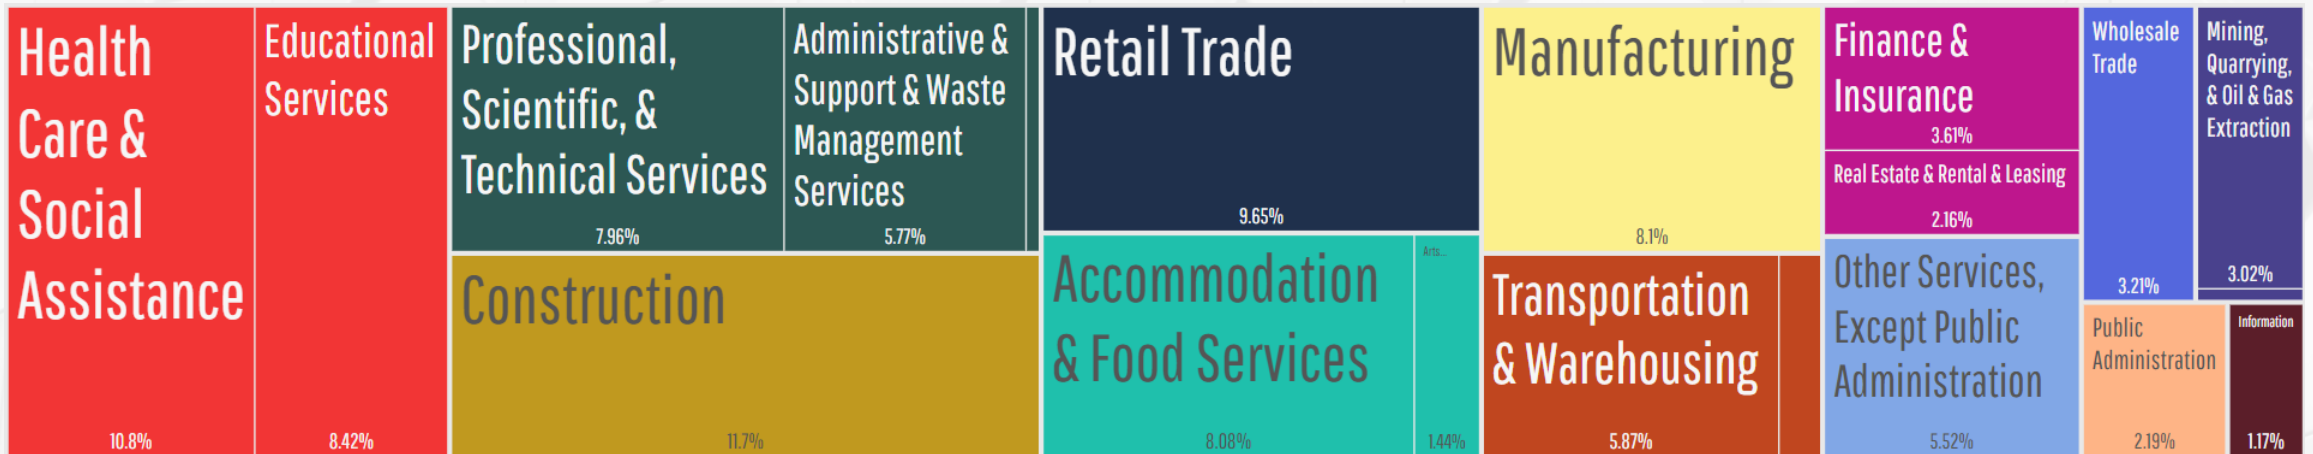 Health
Care &
Social
Assistance
10.8%
Educational
Services
8.42%
Professional,
Scientific, &
Technical Services
7.96%
Administrative &
Support & Waste
Management
Services
5.77%
Construction
11.7%
Retail Trade
9.65%
Accommodation
& Food Services
8.08%
Arts...
1.44%
Manufacturing
8.1%
Transportation
& Warehousing
5.87%
Finance &
Insurance
3.61%
Real Estate & Rental & Leasing
2.16%
Other Services,
Except Public
Administration
5.52%
Wholesale
Trade
3.21%
Mining,
Quarrying,
& Oil & Gas
Extraction
3.02%
Public
Administration
2.19%
Information
1.17%